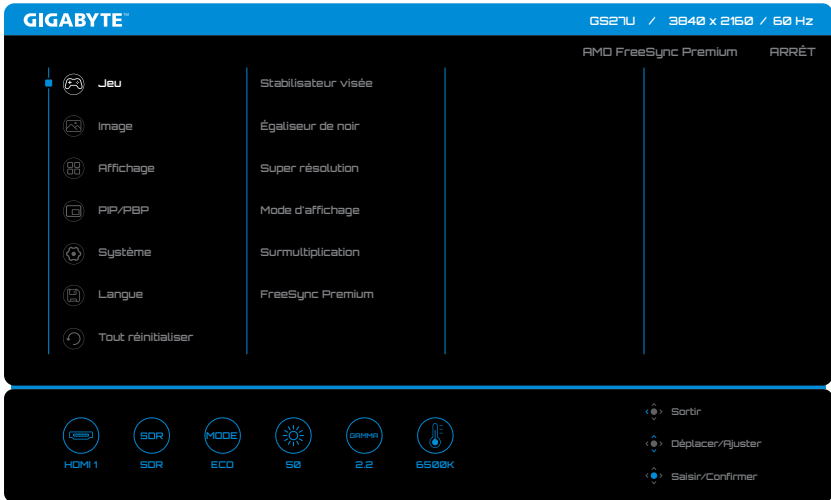 GIGABYTE™
GS27U / 3840 x 2160 / 60 Hz
AMD FreeSync Premium ARRÊT
Jeu
Image
Affichage
PIP/PBP
Système
Langue
Tout réinitialiser
Stabilisateur visée
Égaliseur de noir
Super résolution
Mode d'affichage
Surmultiplication
FreeSync Premium
SDR
MODE
GAMMA
HDMI 1
SDR
ECO
50
2.2
6500K
Sortir
Déplacer/Ajuster
Saisir/Confirmer